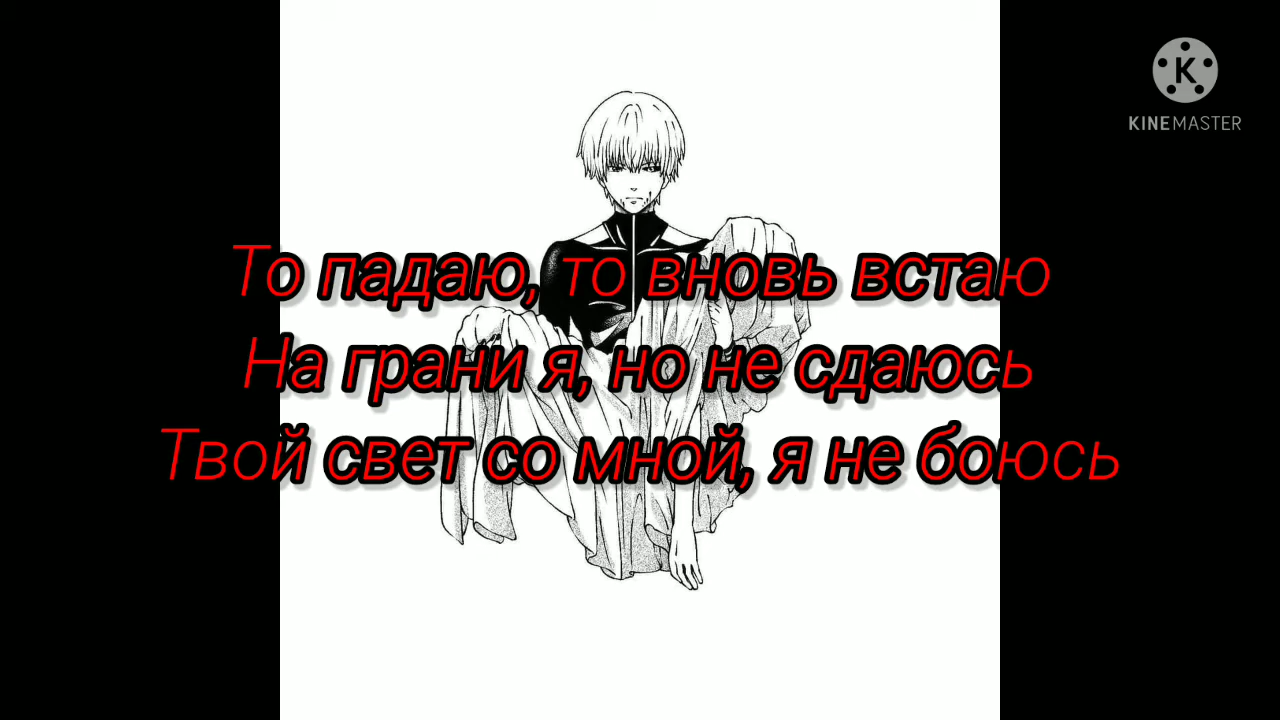 KINEMASTER
То падаю, то вновь встаю
На грани я, но не сдаюсь
Твой свет со мной, я не боюсь